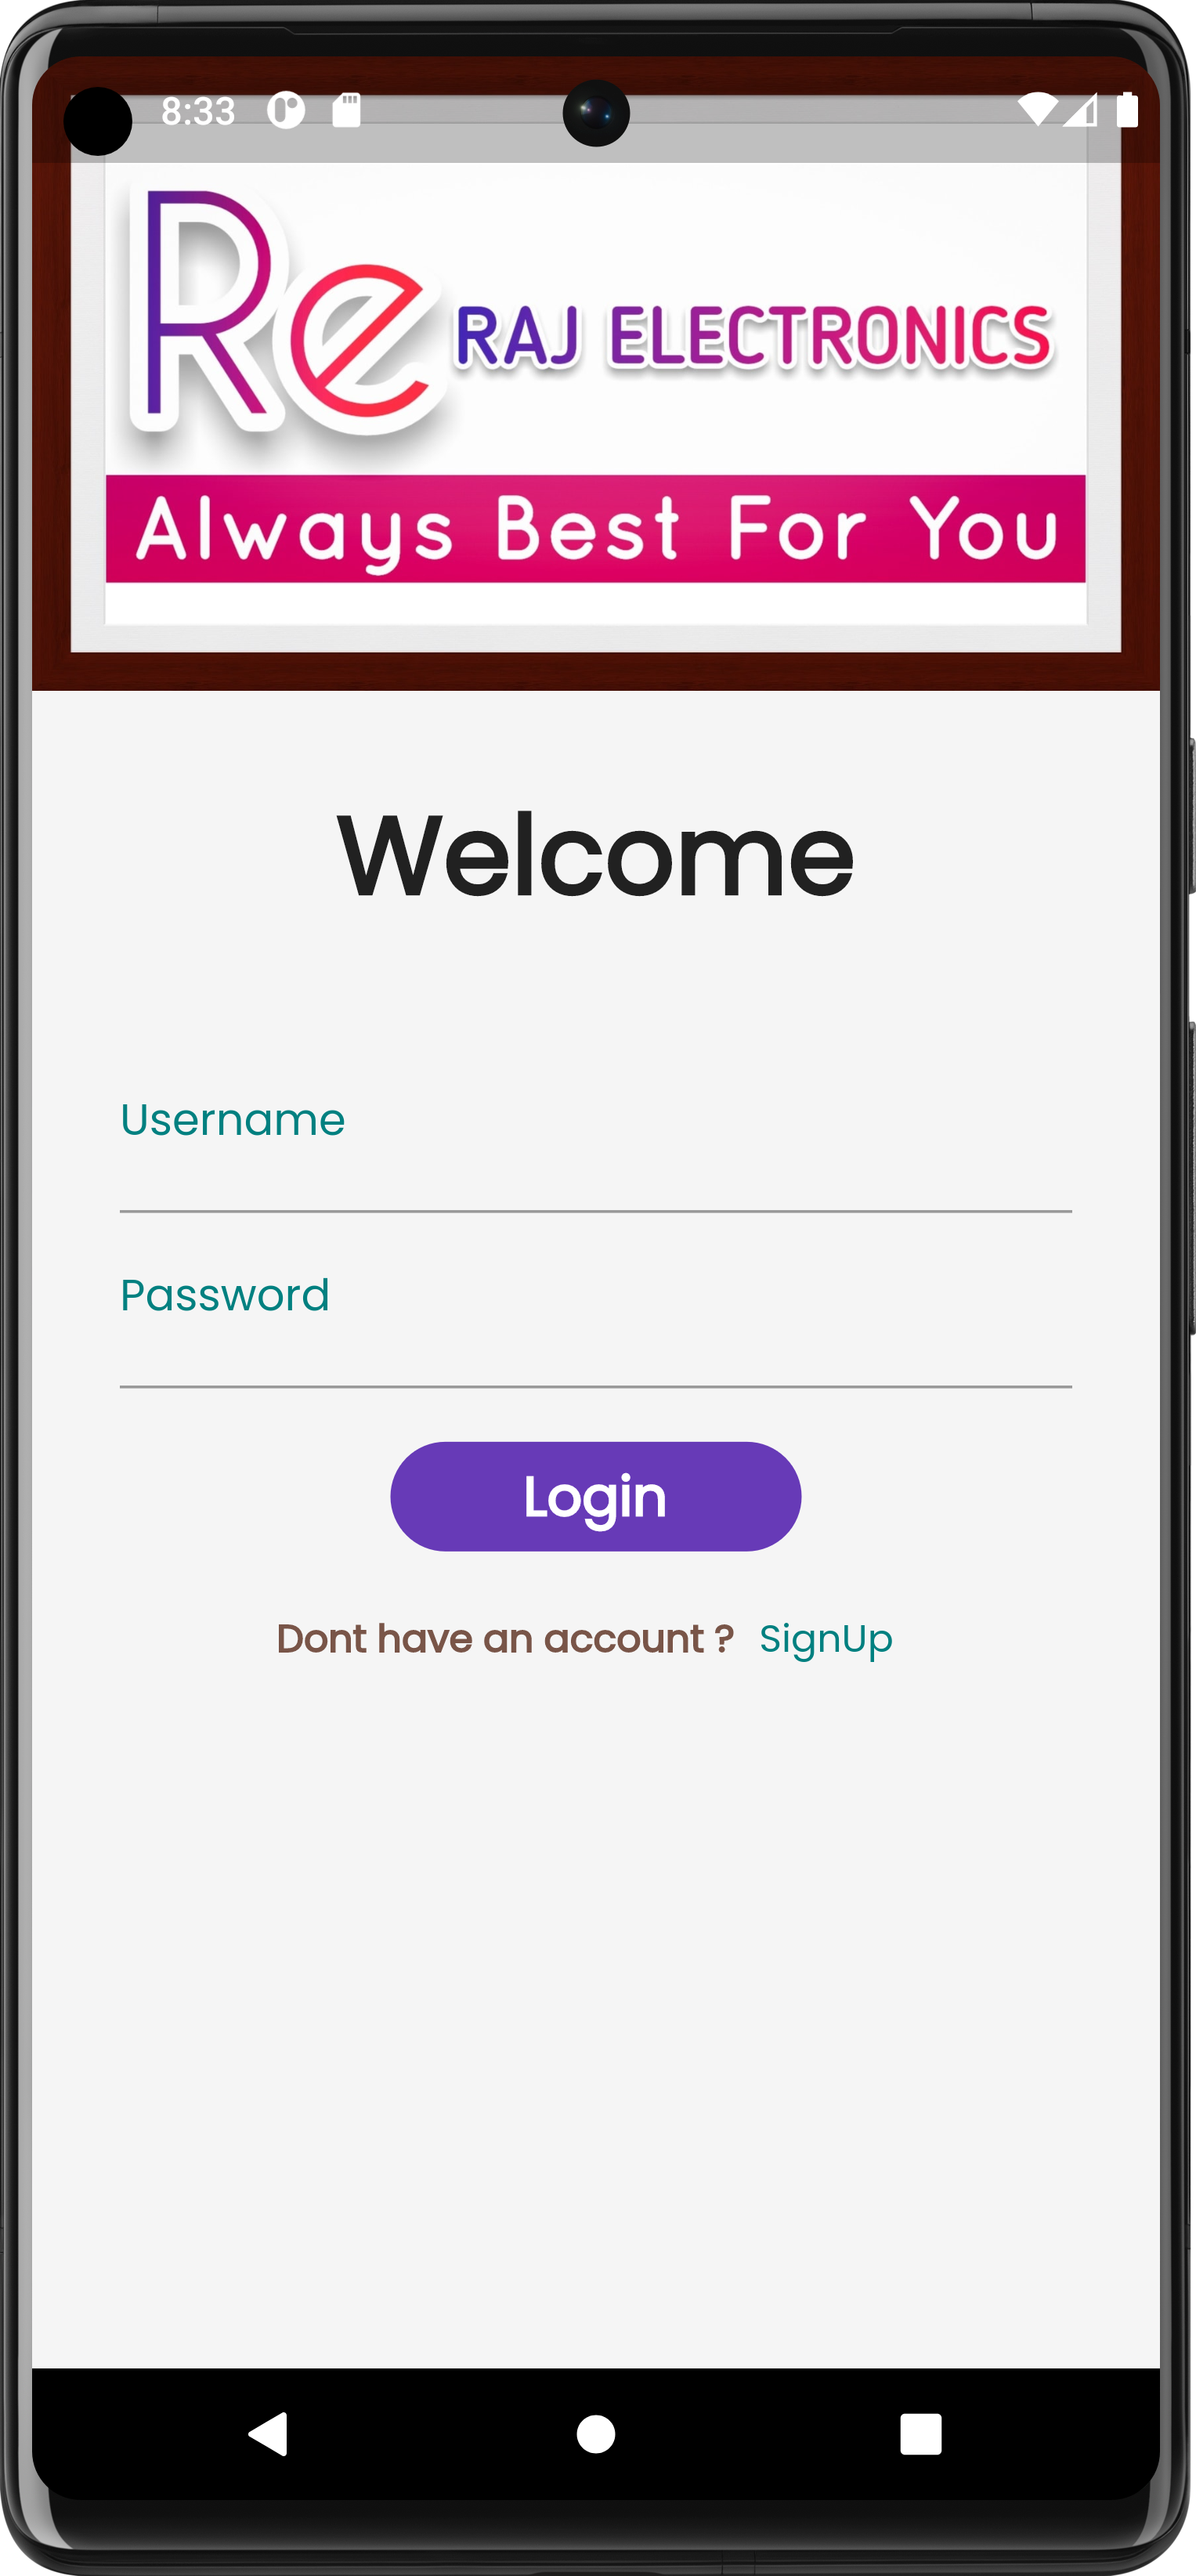 8:33
Re RAJ ELECTRONICS
Always Best For You
Welcome
Username
Password
Login
Dont have an account ? SignUp